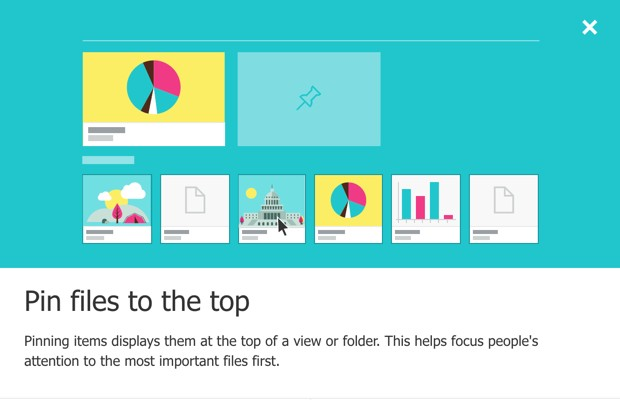 Pin files to the top
Pinning items displays them at the top of a view or folder. This helps focus people's
attention to the most important files first.